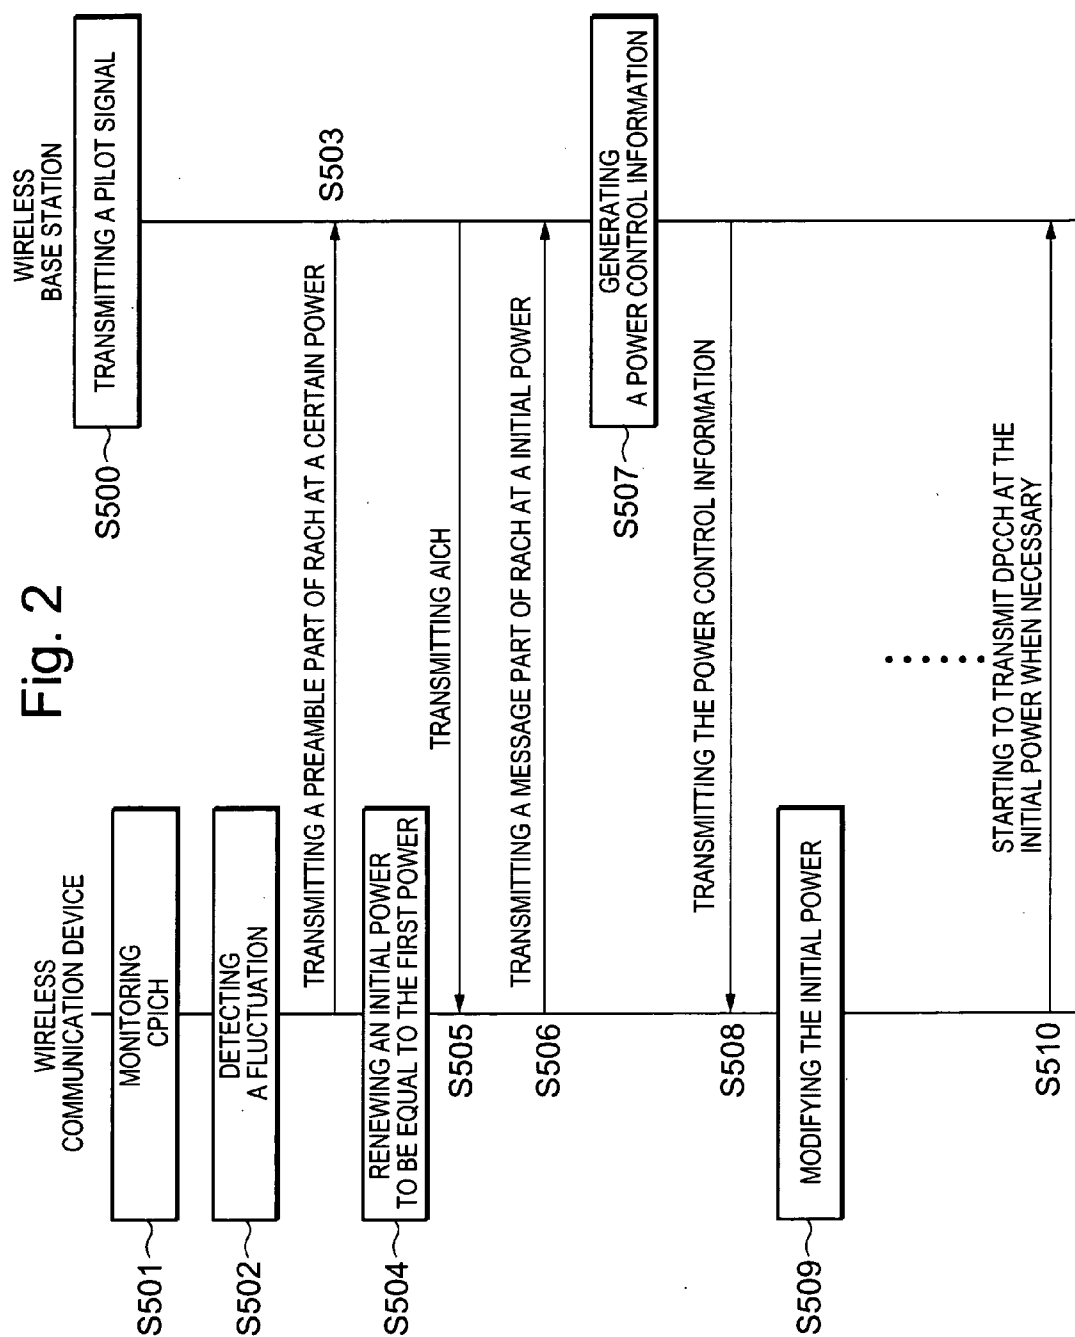 Fig. 2
WIRELESS
COMMUNICATION DEVICE
WIRELESS
BASE STATION
S500
TRANSMITTING A PILOT SIGNAL
S501
MONITORING
CPICH
S502
DETECTING
A FLUCTUATION
TRANSMITTING A PREAMBLE PART OF RACH AT A CERTAIN POWER
S503
S504
RENEWING AN INITIAL POWER
TO BE EQUAL TO THE FIRST POWER
S505
TRANSMITTING AICH
S506
TRANSMITTING A MESSAGE PART OF RACH AT A INITIAL POWER
S507
GENERATING
A POWER CONTROL INFORMATION
S508
TRANSMITTING THE POWER CONTROL INFORMATION
S509
MODIFYING THE INITIAL POWER
STARTING TO TRANSMIT DPCCH AT THE
INITIAL POWER WHEN NECESSARY
S510